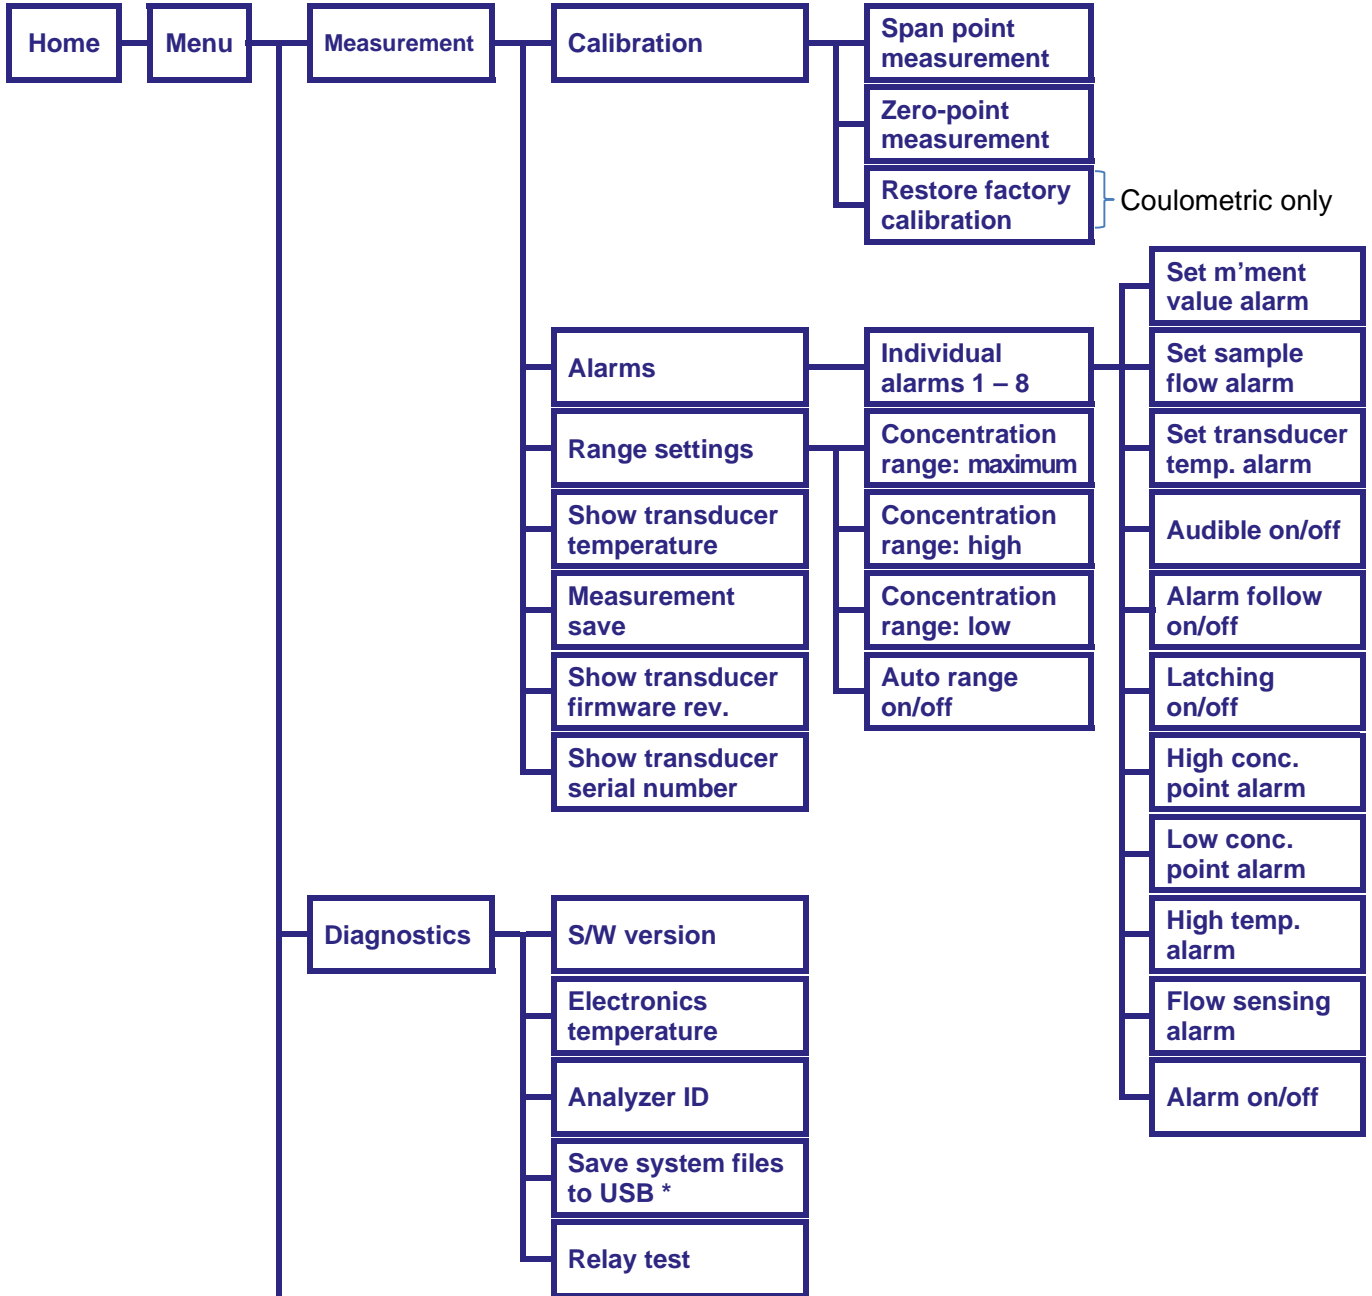 Home
Menu
Measurement
Calibration
Span point
measurement
Zero-point
measurement
Restore factory
calibration
Coulometric only
Alarms
Individual
alarms 1 – 8
Set m’ment
value alarm
Set sample
flow alarm
Set transducer
temp. alarm
Audible on/off
Alarm follow
on/off
Latching
on/off
High conc.
point alarm
Low conc.
point alarm
High temp.
alarm
Flow sensing
alarm
Alarm on/off
Range settings
Concentration
range: maximum
Concentration
range: high
Concentration
range: low
Auto range
on/off
Show transducer
temperature
Measurement
save
Show transducer
firmware rev.
Show transducer
serial number
Diagnostics
S/W version
Electronics
temperature
Analyzer ID
Save system files
to USB *
Relay test